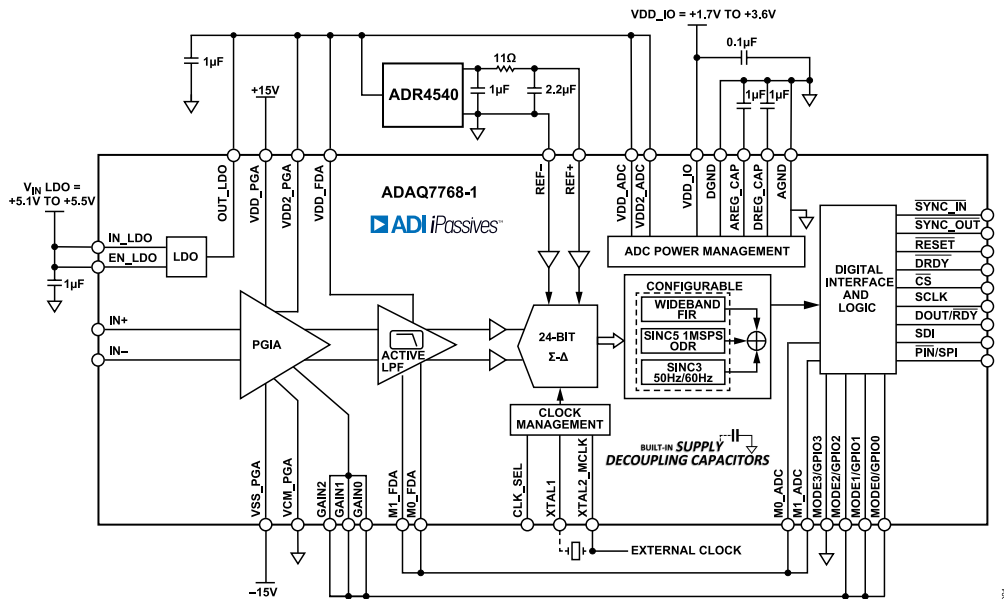 VDD_IO = +1.7V TO +3.6V
0.1µF
1µF
11Ω
ADR4540
1µF
2.2µF
1µF
1µF
+15V
V_IN LDO =
+5.1V TO +5.5V
OUT_LDO
VDD_PGA
VDD2_PGA
VDD_FDA
REF–
REF+
VDD_ADC
VDD2_ADC
VDD_IO
DGND
AREG_CAP
DREG_CAP
AGND
ADAQ7768-1
ADI iPassives™
IN_LDO
EN_LDO
LDO
1µF
ADC POWER MANAGEMENT
SYNC_IN
SYNC_OUT
RESET
DRDY
CS
SCLK
DOUT/RDY
SDI
PIN/SPI
DIGITAL
INTERFACE
AND
LOGIC
CONFIGURABLE
WIDEBAND
FIR
SINC5 1MSPS
ODR
SINC3
50Hz/60Hz
IN+
IN–
PGIA
ACTIVE
LPF
24-BIT
Σ-Δ
CLOCK
MANAGEMENT
BUILT-IN SUPPLY
DECOUPLING CAPACITORS
VSS_PGA
VCM_PGA
GAIN2
GAIN1
GAIN0
M1_FDA
M0_FDA
CLK_SEL
XTAL1
XTAL2_MCLK
M0_ADC
M1_ADC
MODE3/GPIO3
MODE2/GPIO2
MODE1/GPIO1
MODE0/GPIO0
EXTERNAL CLOCK
–15V